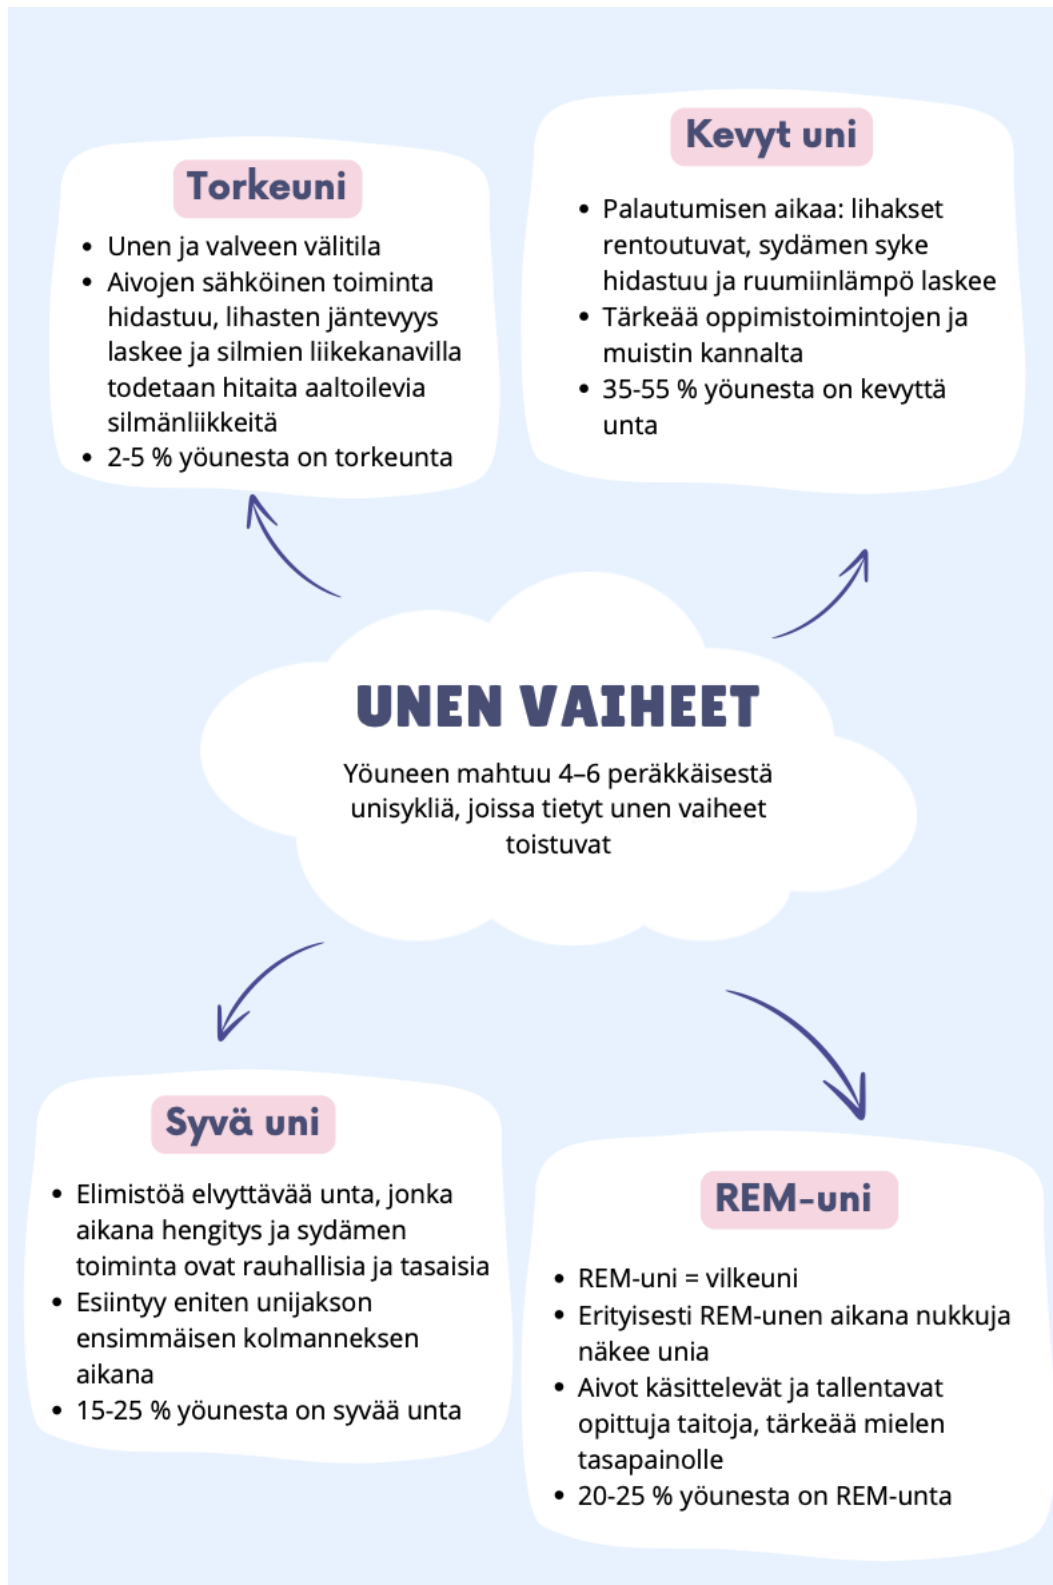 Torkeuni
• Unen ja valveen välitila
• Aivojen sähköinen toiminta
hidastuu, lihasten jäntevyys
laskee ja silmien liikekanavilla
todetaan hitaita aaltoilevia
silmänliikkeitä
• 2-5 % yöunesta on torkeunta
Kevyt uni
• Palautumisen aikaa: lihakset
rentoutuvat, sydämen syke
hidastuu ja ruumiinlämpö laskee
• Tärkeää oppimistoimintojen ja
muistin kannalta
• 35-55 % yöunesta on kevyttä
unta
UNEN VAIHEET
Yöuneen mahtuu 4–6 peräkkäisestä
unisykliä, joissa tietyt unen vaiheet
toistuvat
Syvä uni
• Elimistöä elvyttävää unta, jonka
aikana hengitys ja sydämen
toiminta ovat rauhallisia ja tasaisia
• Esiintyy eniten unijakson
ensimmäisen kolmanneksen
aikana
• 15-25 % yöunesta on syvää unta
REM-uni
• REM-uni = vilkeuni
• Erityisesti REM-unen aikana nukkuja
näkee unia
• Aivot käsittelevät ja tallentavat
opittuja taitoja, tärkeää mielen
tasapainolle
• 20-25 % yöunesta on REM-unta